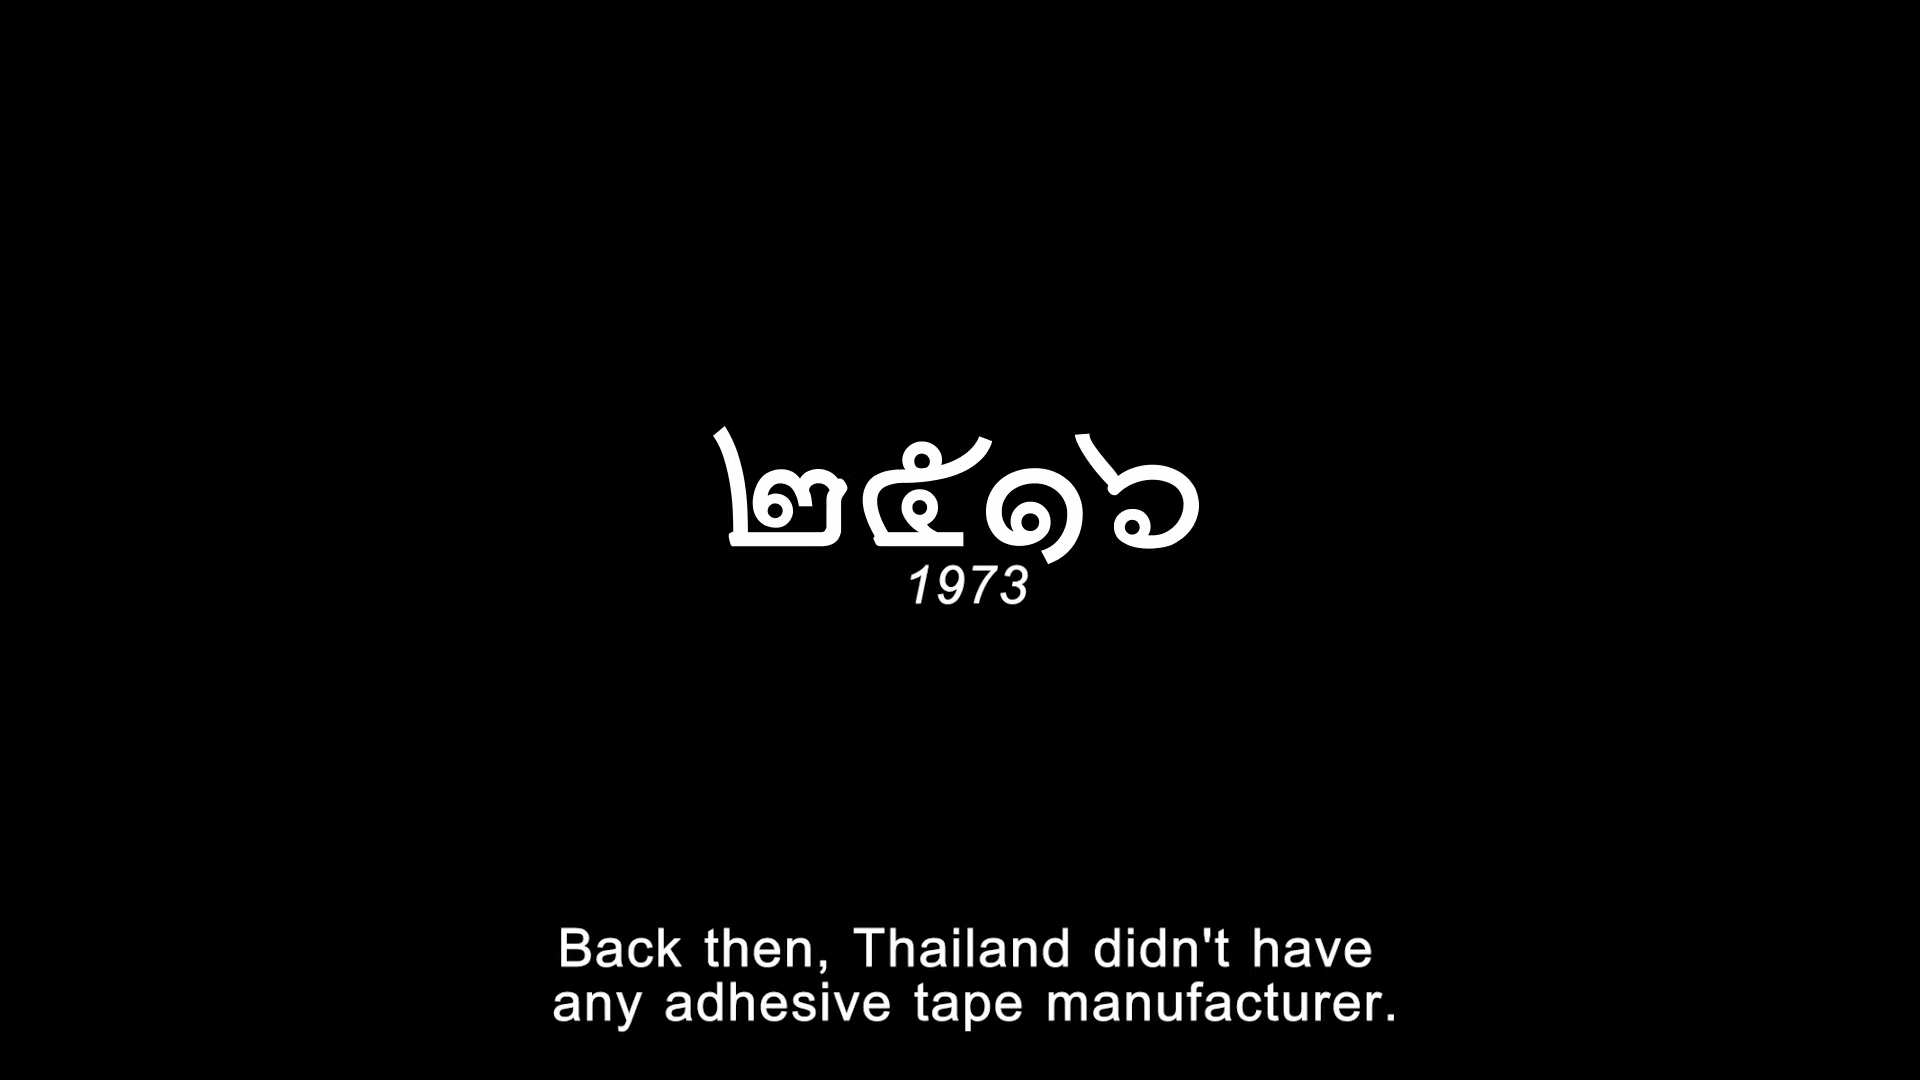 ๒๕๑๖
1973
Back then, Thailand didn't have
any adhesive tape manufacturer.